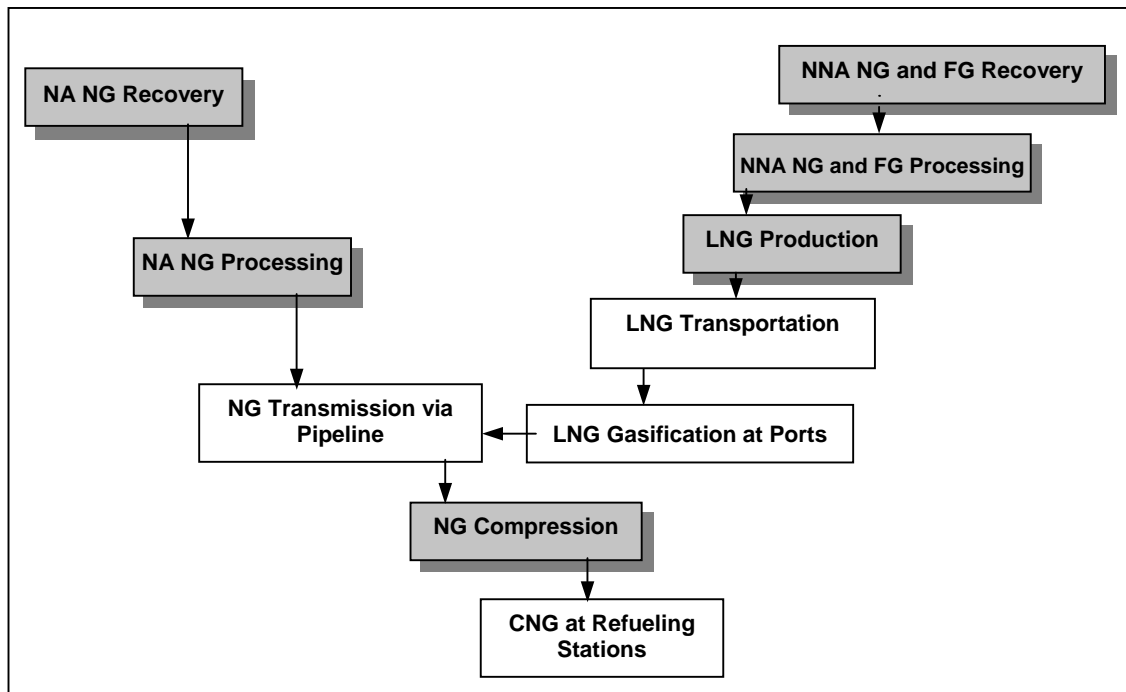 NNA NG and FG Recovery
NA NG Recovery
NNA NG and FG Processing
LNG Production
NA NG Processing
LNG Transportation
NG Transmission via
Pipeline
LNG Gasification at Ports
NG Compression
CNG at Refueling
Stations